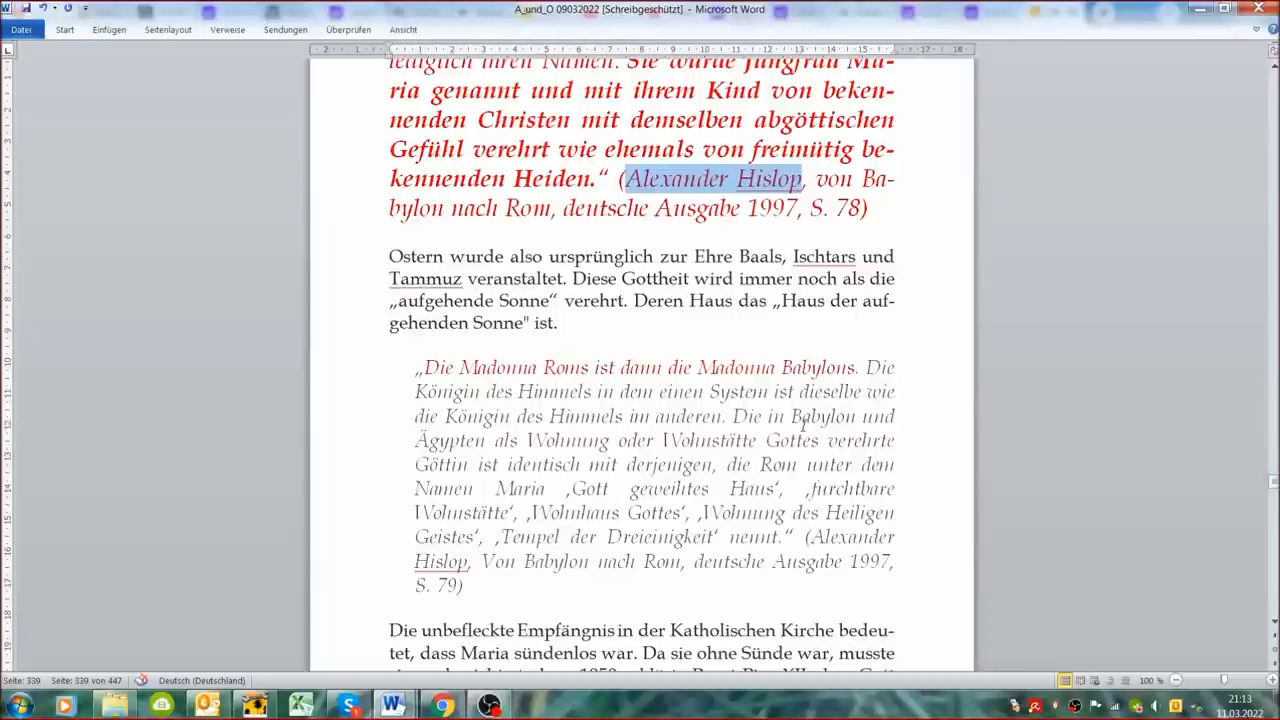 A_und_O 09032022 [Schreibgeschützt] - Microsoft Word
Datei Start Einfügen Seitenlayout Verweise Sendungen Überprüfen Ansicht
lediglich ihren Namen. Sie wurde Jungfrau Ma-
ria genannt und mit ihrem Kind von beken-
nenden Christen mit demselben abgöttischen
Gefühl verehrt wie ehemals von freimütig be-
kennenden Heiden.“ (Alexander Hislop, von Ba-
bylon nach Rom, deutsche Ausgabe 1997, S. 78)
Ostern wurde also ursprünglich zur Ehre Baals, Ischtars und
Tammuz veranstaltet. Diese Gottheit wird immer noch als die
„aufgehende Sonne“ verehrt. Deren Haus das „Haus der auf-
gehenden Sonne" ist.
„Die Madonna Roms ist dann die Madonna Babylons. Die
Königin des Himmels in dem einen System ist dieselbe wie
die Königin des Himmels im anderen. Die in Babylon und
Ägypten als Wohnung oder Wohnstätte Gottes verehrte
Göttin ist identisch mit derjenigen, die Rom unter dem
Namen Maria ‚Gott geweihtes Haus‘, ‚furchtbare
Wohnstätte‘, ‚Wohnhaus Gottes‘, ‚Wohnung des Heiligen
Geistes‘, ‚Tempel der Dreieinigkeit‘ nennt.“ (Alexander
Hislop, Von Babylon nach Rom, deutsche Ausgabe 1997,
S. 79)
Die unbefleckte Empfängnis in der Katholischen Kirche bedeu-
tet, dass Maria sündenlos war. Da sie ohne Sünde war, musste
Seite: 339 Seite: 339 von 447 Deutsch (Deutschland) 100 %
21:13
11.03.2022